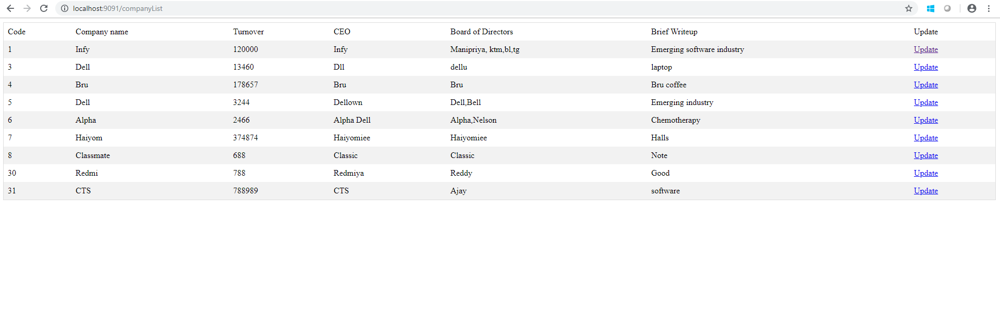 localhost:9091/companyList
Code Company name Turnover CEO Board of Directors Brief Writeup Update
1 Infy 120000 Infy Manipriya, ktm,bl,tg Emerging software industry Update
3 Dell 13460 Dll dellu laptop Update
4 Bru 178657 Bru Bru Bru coffee Update
5 Dell 3244 Dellown Dell,Bell Emerging industry Update
6 Alpha 2466 Alpha Dell Alpha,Nelson Chemotherapy Update
7 Haiyom 374874 Haiyomiee Haiyomiee Halls Update
8 Classmate 688 Classic Classic Note Update
30 Redmi 788 Redmiya Reddy Good Update
31 CTS 788989 CTS Ajay software Update